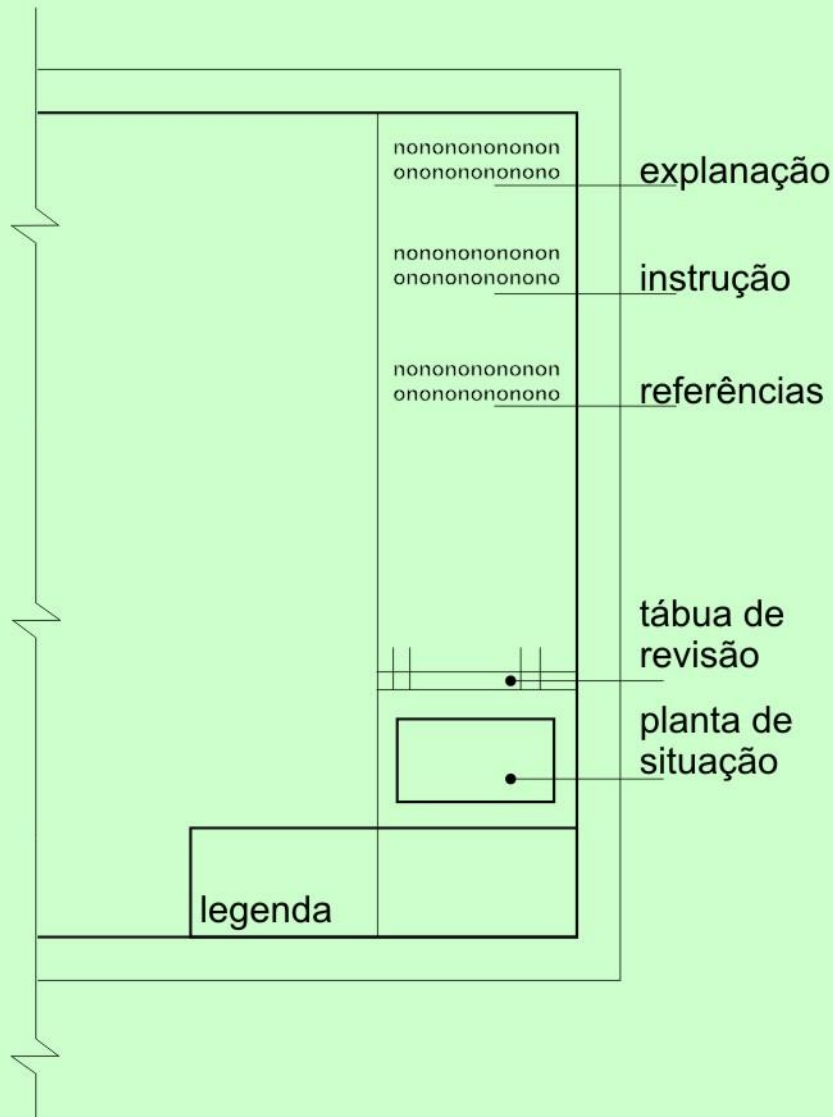 nonononononon
onononononono
explanação
nonononononon
onononononono
instrução
nonononononon
onononononono
referências
tábua de
revisão
planta de
situação
legenda